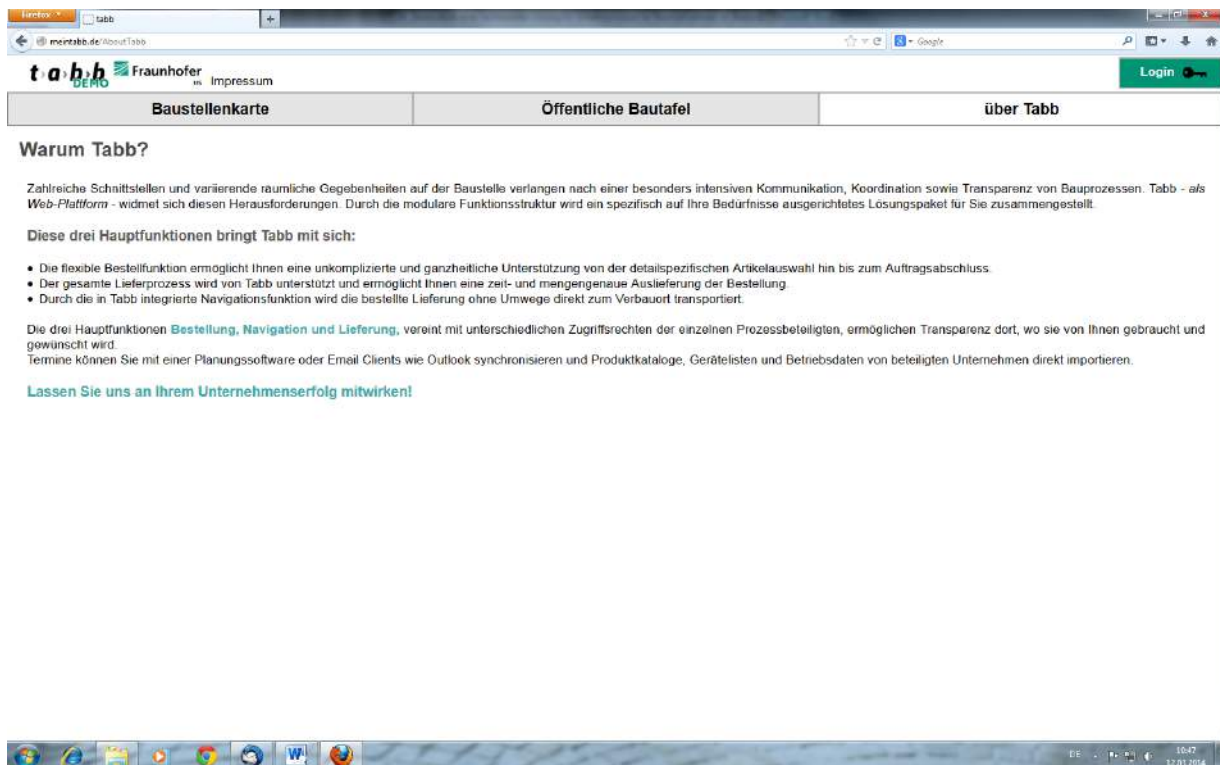 Firefox
tabb
meintabb.de/AboutTabb
Google
t›a›b›b
DEMO
Fraunhofer
Impressum
Login
Baustellenkarte
Öffentliche Bautafel
über Tabb
Warum Tabb?
Zahlreiche Schnittstellen und variierende räumliche Gegebenheiten auf der Baustelle verlangen nach einer besonders intensiven Kommunikation, Koordination sowie Transparenz von Bauprozessen. Tabb - als
Web-Plattform - widmet sich diesen Herausforderungen. Durch die modulare Funktionsstruktur wird ein spezifisch auf Ihre Bedürfnisse ausgerichtetes Lösungspaket für Sie zusammengestellt.
Diese drei Hauptfunktionen bringt Tabb mit sich:
• Die flexible Bestellfunktion ermöglicht Ihnen eine unkomplizierte und ganzheitliche Unterstützung von der detailspezifischen Artikelauswahl hin bis zum Auftragsabschluss.
• Der gesamte Lieferprozess wird von Tabb unterstützt und ermöglicht Ihnen eine zeit- und mengengenaue Auslieferung der Bestellung.
• Durch die in Tabb integrierte Navigationsfunktion wird die bestellte Lieferung ohne Umwege direkt zum Verbauort transportiert.
Die drei Hauptfunktionen Bestellung, Navigation und Lieferung, vereint mit unterschiedlichen Zugriffsrechten der einzelnen Prozessbeteiligten, ermöglichen Transparenz dort, wo sie von Ihnen gebraucht und
gewünscht wird.
Termine können Sie mit einer Planungssoftware oder Email Clients wie Outlook synchronisieren und Produktkataloge, Gerätelisten und Betriebsdaten von beteiligten Unternehmen direkt importieren.
Lassen Sie uns an Ihrem Unternehmenserfolg mitwirken!
DE
10:47
12.01.2014